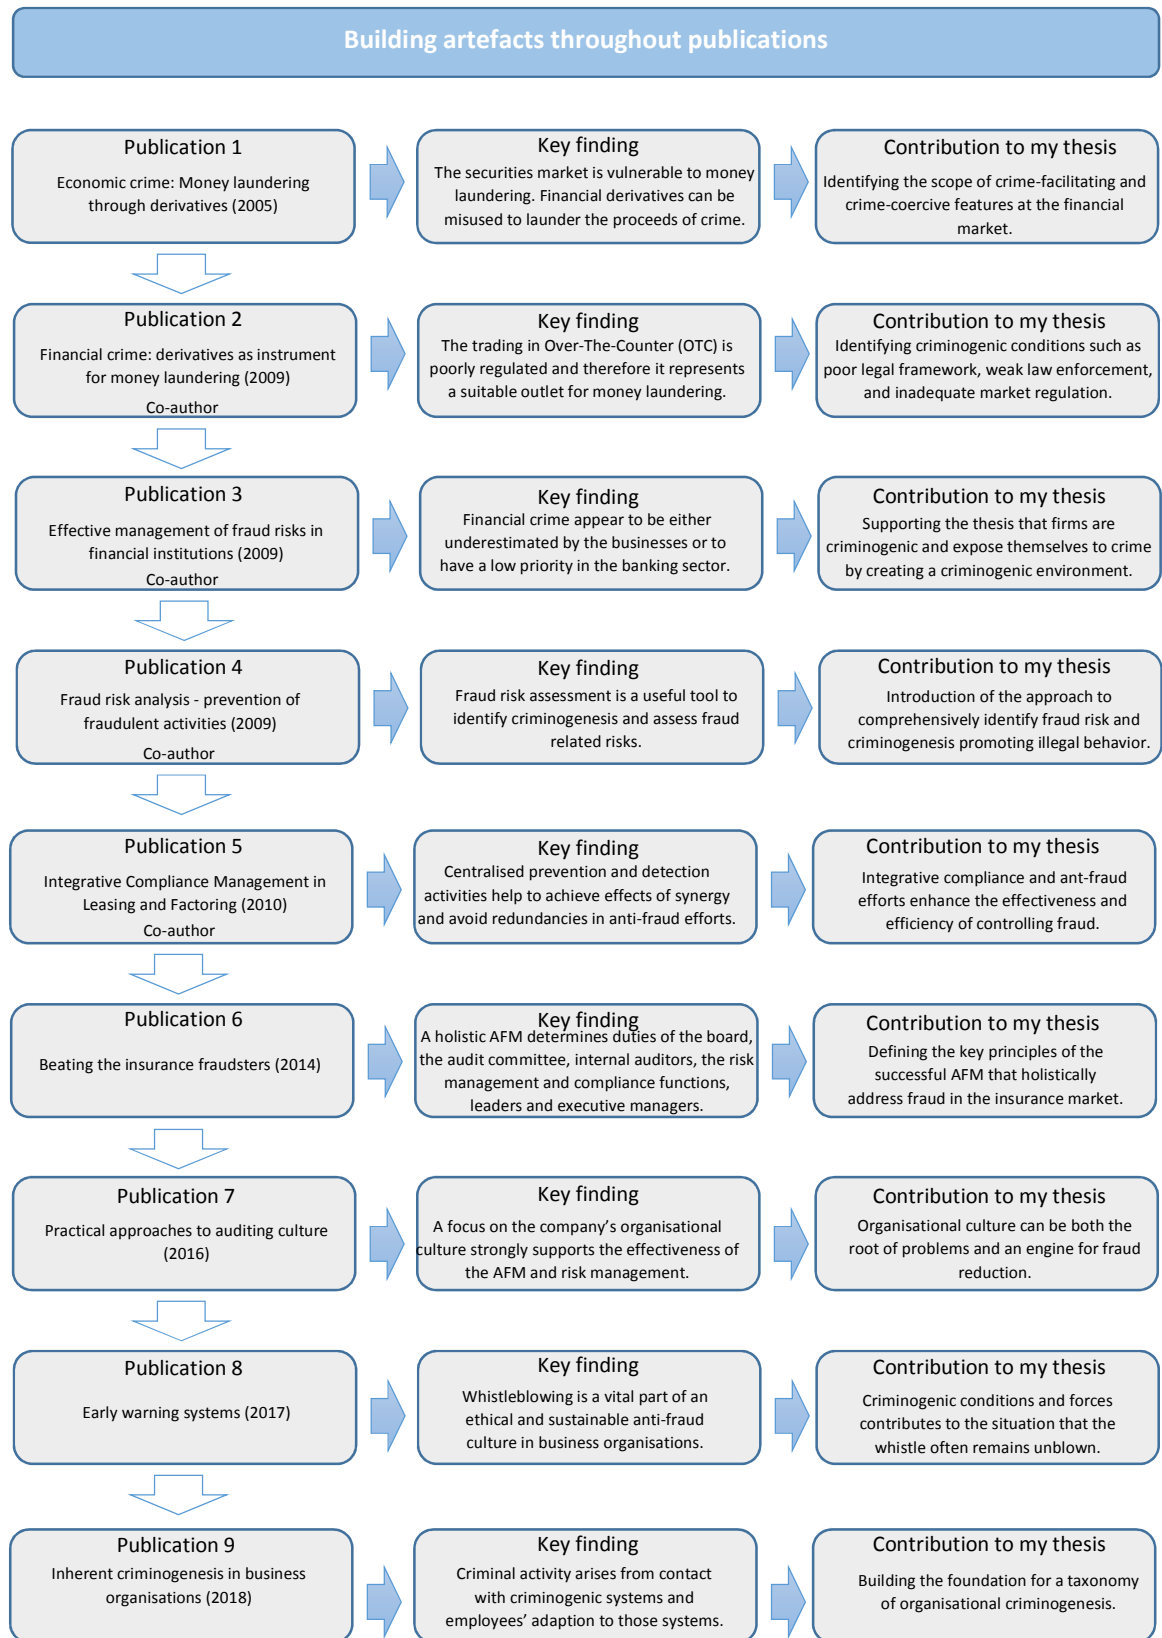 Building artefacts throughout publications
Publication 1
Economic crime: Money laundering
through derivatives (2005)
Key finding
The securities market is vulnerable to money
laundering. Financial derivatives can be
misused to launder the proceeds of crime.
Contribution to my thesis
Identifying the scope of crime-facilitating and
crime-coercive features at the financial
market.
Publication 2
Financial crime: derivatives as instrument
for money laundering (2009)
Co-author
Key finding
The trading in Over-The-Counter (OTC) is
poorly regulated and therefore it represents
a suitable outlet for money laundering.
Contribution to my thesis
Identifying criminogenic conditions such as
poor legal framework, weak law enforcement,
and inadequate market regulation.
Publication 3
Effective management of fraud risks in
financial institutions (2009)
Co-author
Key finding
Financial crime appear to be either
underestimated by the businesses or to
have a low priority in the banking sector.
Contribution to my thesis
Supporting the thesis that firms are
criminogenic and expose themselves to crime
by creating a criminogenic environment.
Publication 4
Fraud risk analysis - prevention of
fraudulent activities (2009)
Co-author
Key finding
Fraud risk assessment is a useful tool to
identify criminogenesis and assess fraud
related risks.
Contribution to my thesis
Introduction of the approach to
comprehensively identify fraud risk and
criminogenesis promoting illegal behavior.
Publication 5
Integrative Compliance Management in
Leasing and Factoring (2010)
Co-author
Key finding
Centralised prevention and detection
activities help to achieve effects of synergy
and avoid redundancies in anti-fraud efforts.
Contribution to my thesis
Integrative compliance and ant-fraud
efforts enhance the effectiveness and
efficiency of controlling fraud.
Publication 6
Beating the insurance fraudsters (2014)
Key finding
A holistic AFM determines duties of the board,
the audit committee, internal auditors, the risk
management and compliance functions,
leaders and executive managers.
Contribution to my thesis
Defining the key principles of the
successful AFM that holistically
address fraud in the insurance market.
Publication 7
Practical approaches to auditing culture
(2016)
Key finding
A focus on the company's organisational
culture strongly supports the effectiveness of
the AFM and risk management.
Contribution to my thesis
Organisational culture can be both the
root of problems and an engine for fraud
reduction.
Publication 8
Early warning systems (2017)
Key finding
Whistleblowing is a vital part of an
ethical and sustainable anti-fraud
culture in business organisations.
Contribution to my thesis
Criminogenic conditions and forces
contributes to the situation that the
whistle often remains unblown.
Publication 9
Inherent criminogenesis in business
organisations (2018)
Key finding
Criminal activity arises from contact
with criminogenic systems and
employees' adaption to those systems.
Contribution to my thesis
Building the foundation for a taxonomy
of organisational criminogenesis.